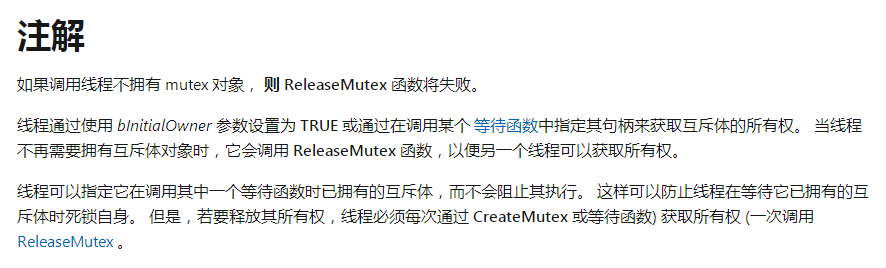 注解
如果调用线程不拥有 mutex 对象， 则 ReleaseMutex 函数将失败。
线程通过使用 bInitialOwner 参数设置为 TRUE 或通过在调用某个 等待函数中指定其句柄来获取互斥体的所有权。 当线程
不再需要拥有互斥体对象时，它会调用 ReleaseMutex 函数，以便另一个线程可以获取所有权。
线程可以指定它在调用其中一个等待函数时已拥有的互斥体，而不会阻止其执行。 这样可以防止线程在等待它已拥有的互
斥体时死锁自身。 但是，若要释放其所有权，线程必须每次通过 CreateMutex 或等待函数) 获取所有权 (一次调用
ReleaseMutex 。